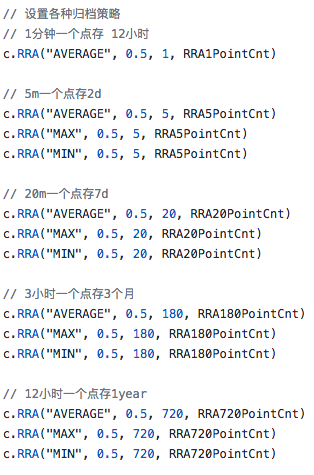 // 设置各种归档策略
// 1分钟一个点存 12小时
c.RRA("AVERAGE", 0.5, 1, RRA1PointCnt)
// 5m一个点存2d
c.RRA("AVERAGE", 0.5, 5, RRA5PointCnt)
c.RRA("MAX", 0.5, 5, RRA5PointCnt)
c.RRA("MIN", 0.5, 5, RRA5PointCnt)
// 20m一个点存7d
c.RRA("AVERAGE", 0.5, 20, RRA20PointCnt)
c.RRA("MAX", 0.5, 20, RRA20PointCnt)
c.RRA("MIN", 0.5, 20, RRA20PointCnt)
// 3小时一个点存3个月
c.RRA("AVERAGE", 0.5, 180, RRA180PointCnt)
c.RRA("MAX", 0.5, 180, RRA180PointCnt)
c.RRA("MIN", 0.5, 180, RRA180PointCnt)
// 12小时一个点存1year
c.RRA("AVERAGE", 0.5, 720, RRA720PointCnt)
c.RRA("MAX", 0.5, 720, RRA720PointCnt)
c.RRA("MIN", 0.5, 720, RRA720PointCnt)